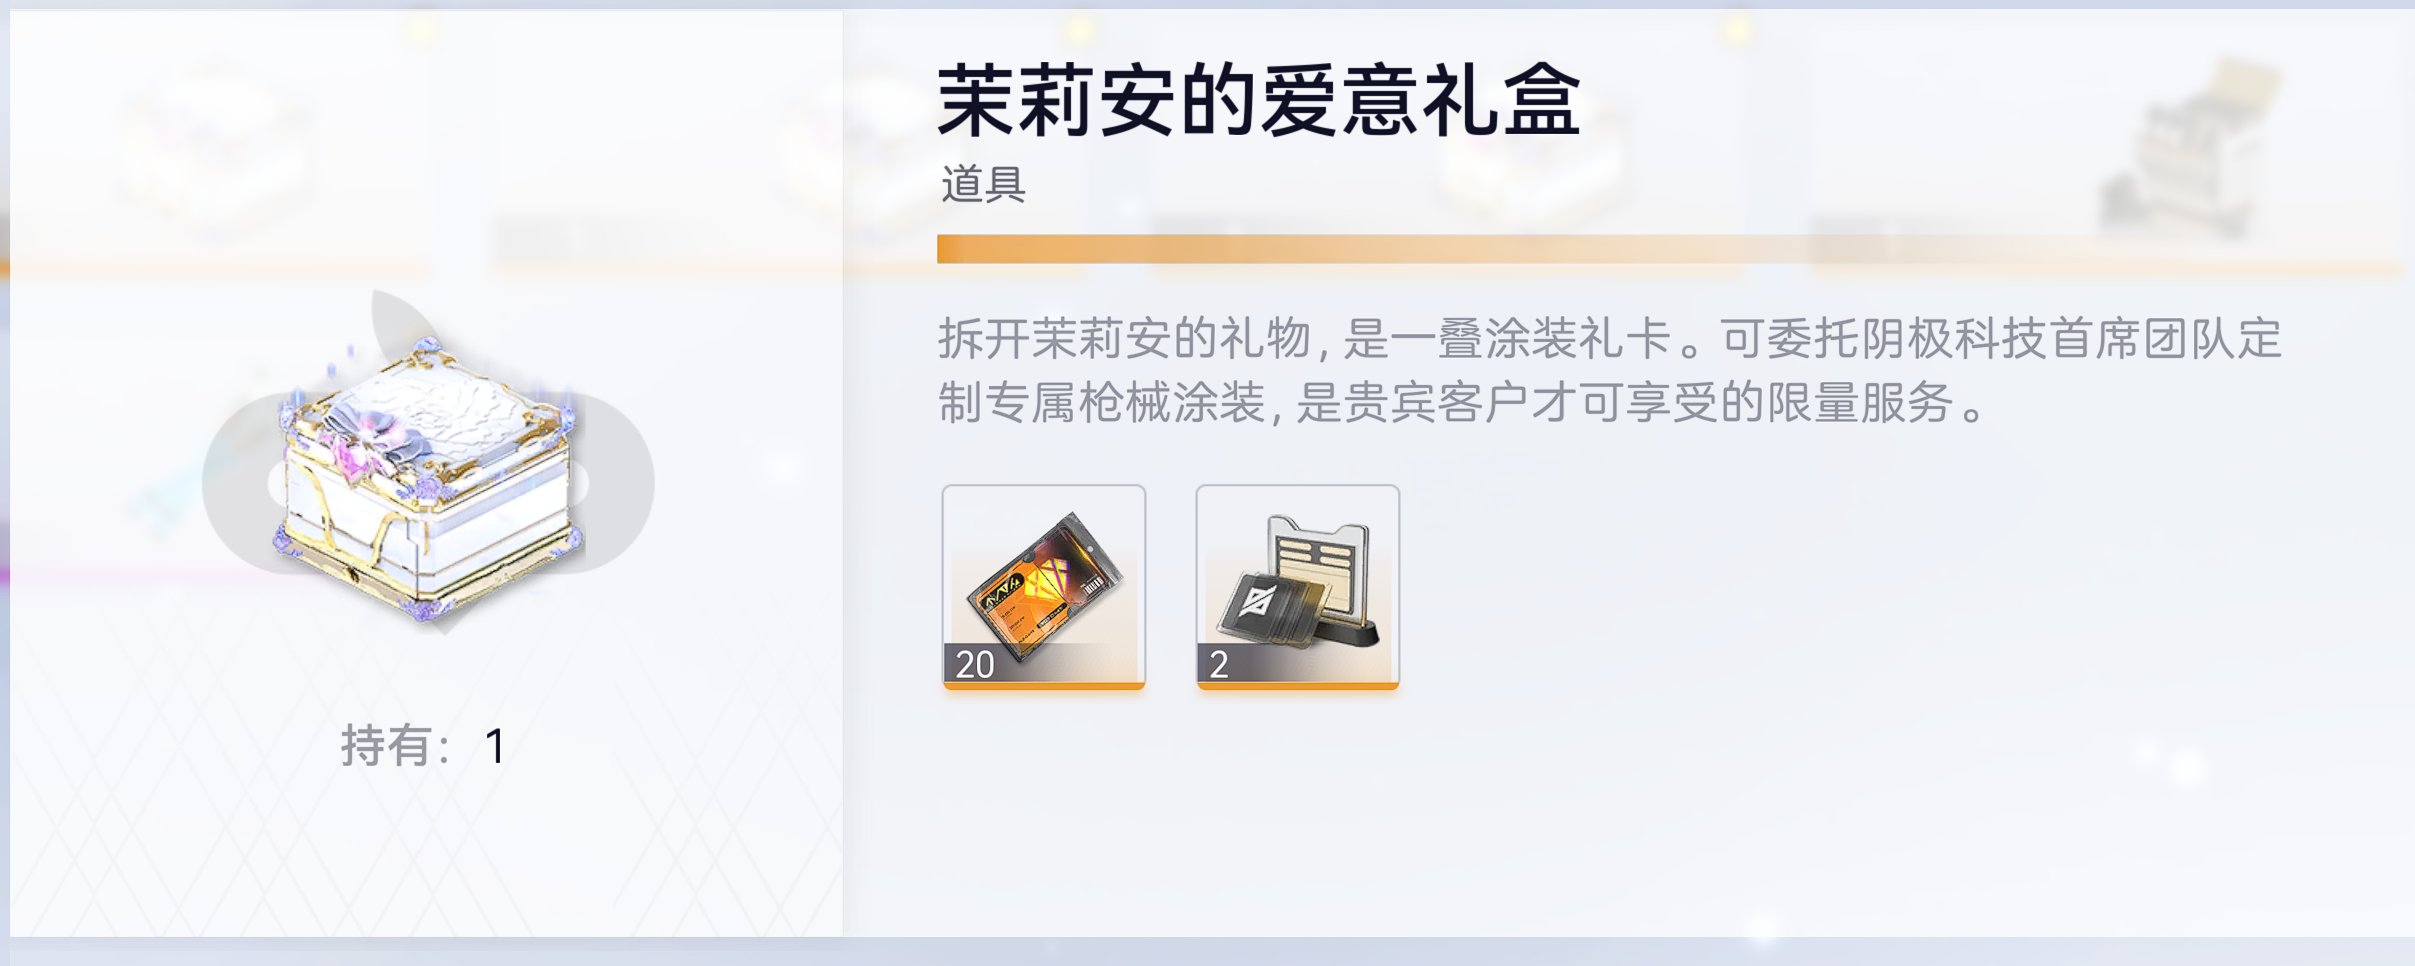 茉莉安的爱意礼盒
道具
拆开茉莉安的礼物，是一叠涂装礼卡。可委托阴极科技首席团队定
制专属枪械涂装，是贵宾客户才可享受的限量服务。
20
2
持有：1